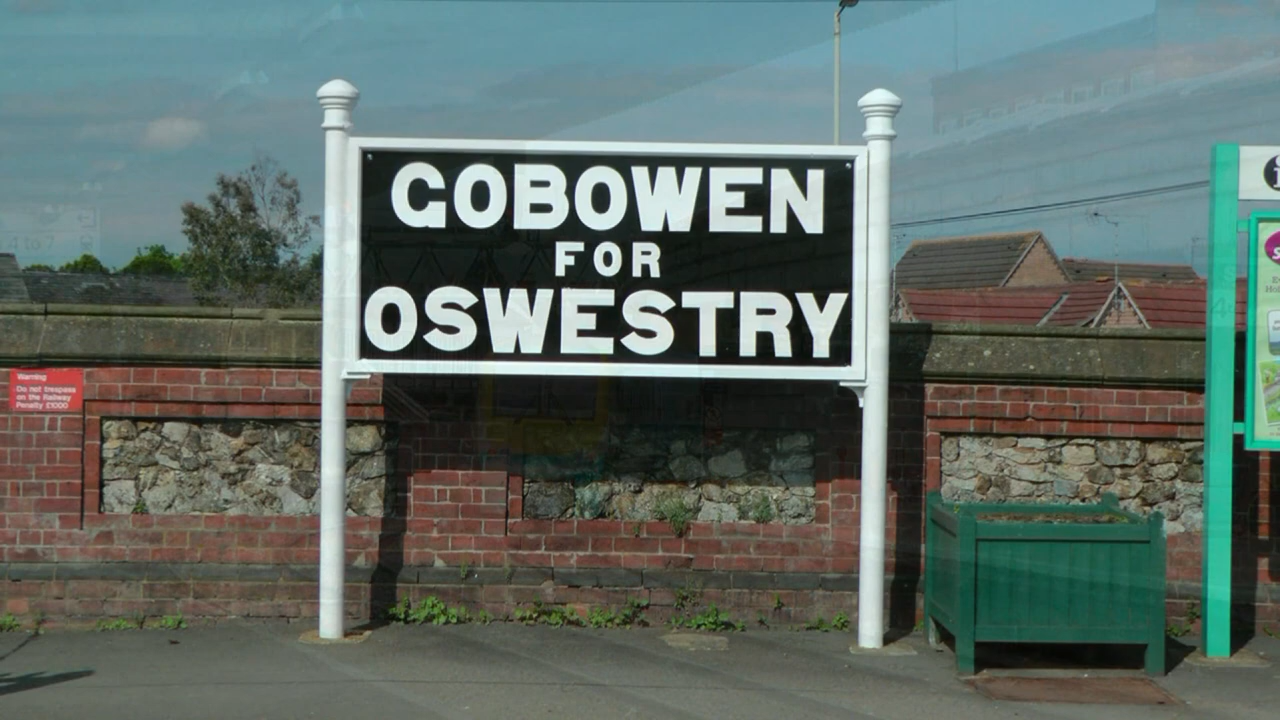 GOBOWEN
FOR
OSWESTRY
Warning
Do not trespass
on the Railway
Penalty £1000